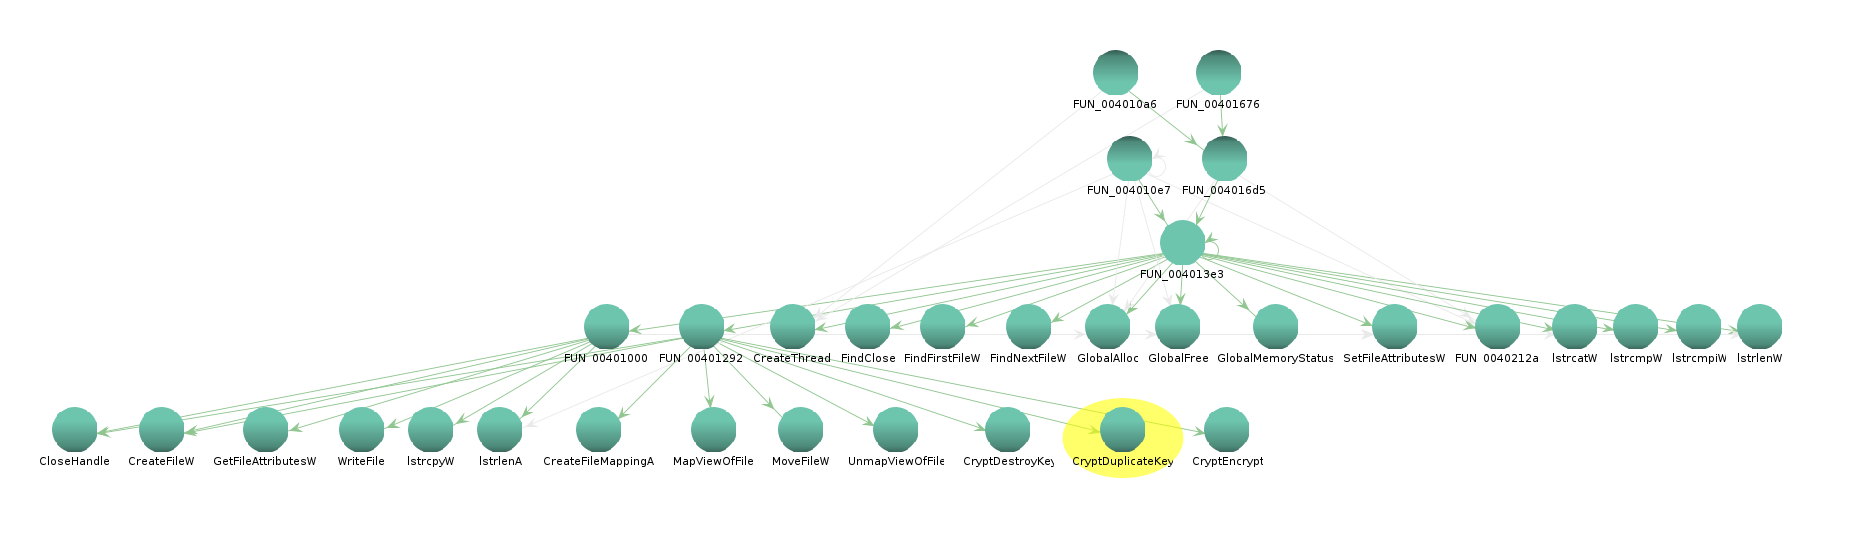 FUN_004010a6 FUN_00401676
FUN_004010e7 FUN_004016d5
FUN_004013e3
FUN_00401000 FUN_00401292 CreateThread FindClose FindFirstFileW FindNextFileW GlobalAlloc GlobalFree GlobalMemoryStatus SetFileAttributesW FUN_0040212a lstrcatW lstrcmpW lstrcmpiW lstrlenW
CloseHandle CreateFileW GetFileAttributesW WriteFile lstrcpyW lstrlenA CreateFileMappingA MapViewOfFile MoveFileW UnmapViewOfFile CryptDestroyKey CryptDuplicateKey CryptEncrypt